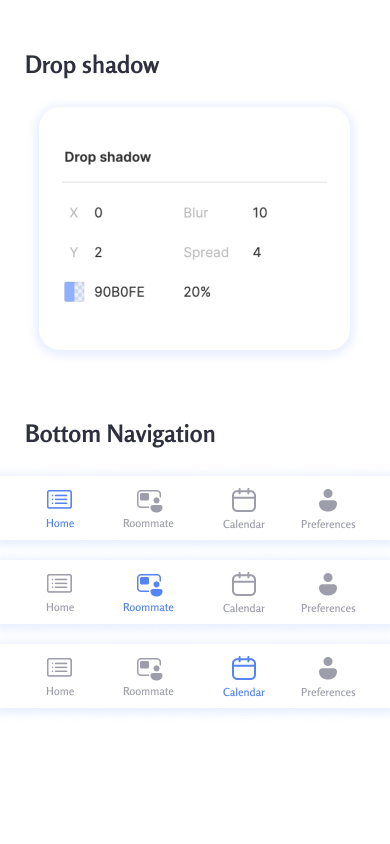 Drop shadow
Drop shadow
X 0 Blur 10
Y 2 Spread 4
90B0FE 20%
Bottom Navigation
Home Roommate Calendar Preferences
Home Roommate Calendar Preferences
Home Roommate Calendar Preferences